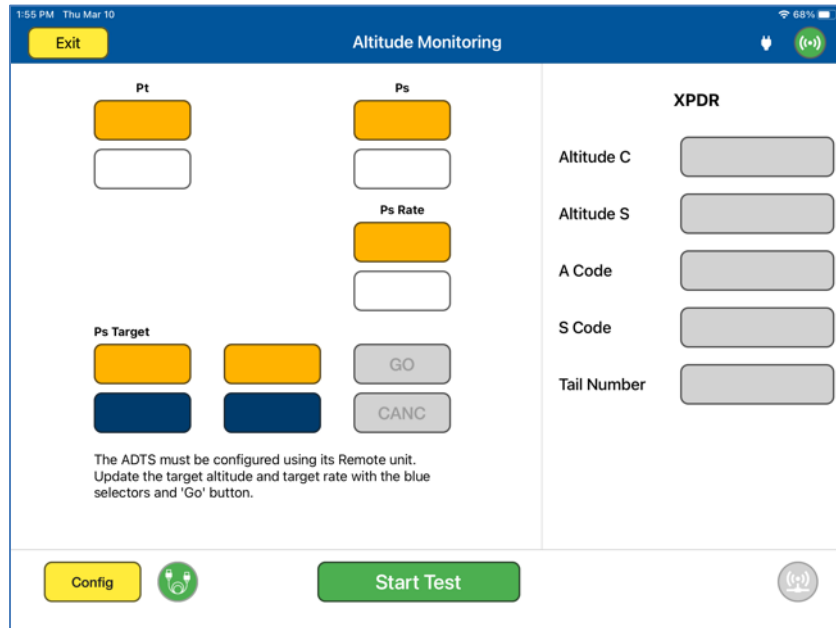 1:55 PM Thu Mar 10
68%
Exit
Altitude Monitoring
Pt
Ps
XPDR
Altitude C
Altitude S
Ps Rate
A Code
S Code
Ps Target
GO
Tail Number
CANC
The ADTS must be configured using its Remote unit.
Update the target altitude and target rate with the blue
selectors and 'Go' button.
Config
Start Test